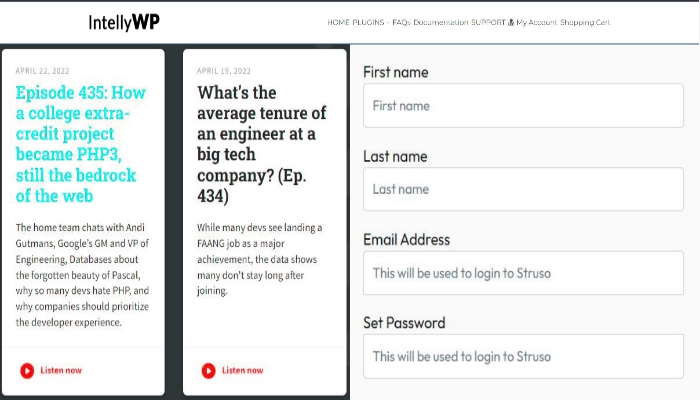 IntellyWP
HOME PLUGINS - FAQs Documentation SUPPORT My Account Shopping Cart
APRIL 22, 2022
Episode 435: How
a college extra-
credit project
became PHP3,
still the bedrock
of the web
The home team chats with Andi
Gutmans, Google's GM and VP of
Engineering, Databases about
the forgotten beauty of Pascal,
why so many devs hate PHP, and
why companies should prioritize
the developer experience.
Listen now
APRIL 19, 2022
What's the
average tenure of
an engineer at a
big tech
company? (Ep.
434)
While many devs see landing a
FAANG job as a major
achievement, the data shows
many don't stay long after
joining.
Listen now
First name
First name
Last name
Last name
Email Address
This will be used to login to Struso
Set Password
This will be used to login to Struso